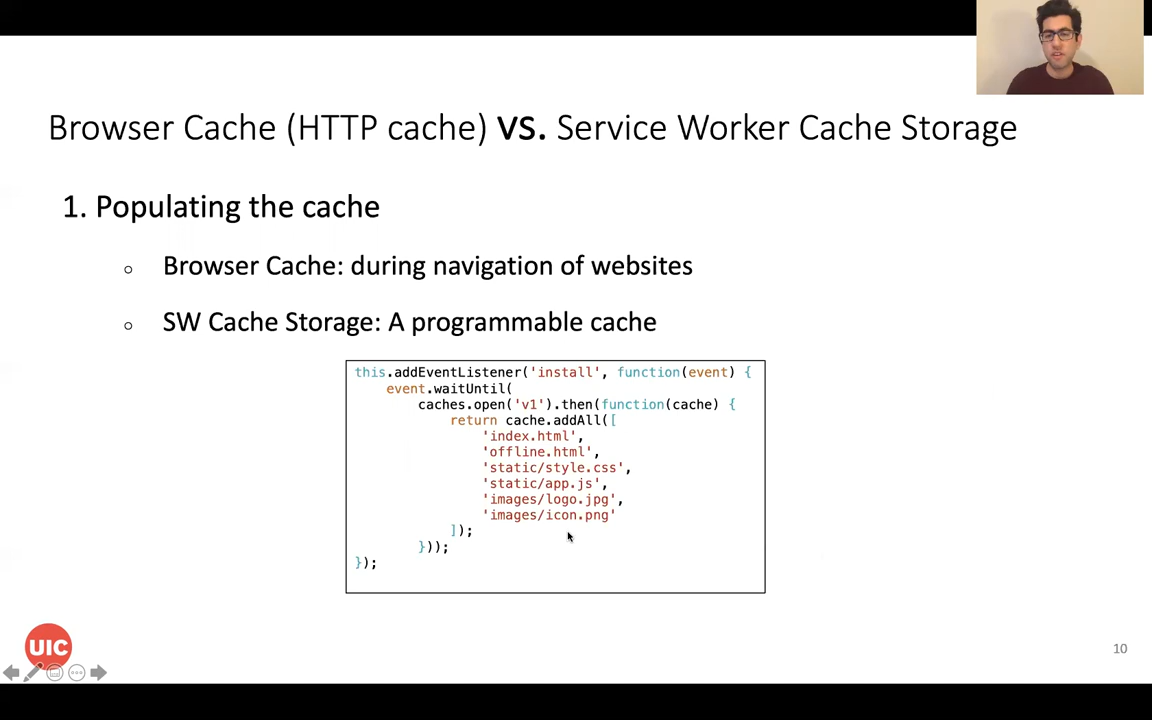 Browser Cache (HTTP cache) vs. Service Worker Cache Storage
1. Populating the cache
○ Browser Cache: during navigation of websites
○ SW Cache Storage: A programmable cache
this.addEventListener('install', function(event) {
    event.waitUntil(
        caches.open('v1').then(function(cache) {
            return cache.addAll([
                'index.html',
                'offline.html',
                'static/style.css',
                'static/app.js',
                'images/logo.jpg',
                'images/icon.png'
            ]);
        }));
});
UIC
10